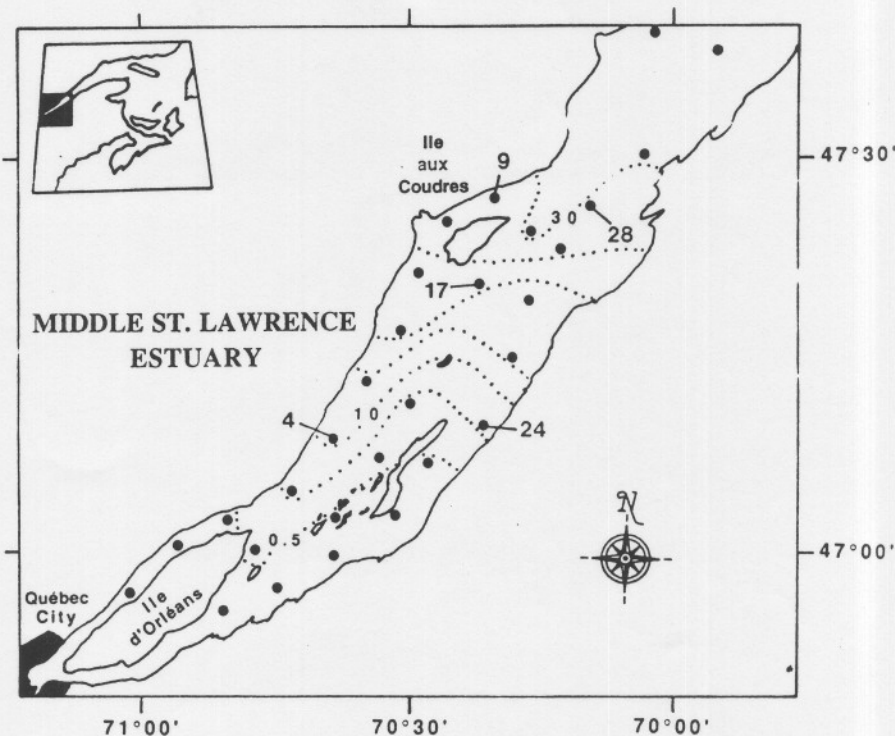 Ile
aux
Coudres
9
47°30'
30
28
17
MIDDLE ST. LAWRENCE
ESTUARY
10
4
24
N
0.5
47°00'
Québec
City
Ile
d'Orléans
71°00'
70°30'
70°00'